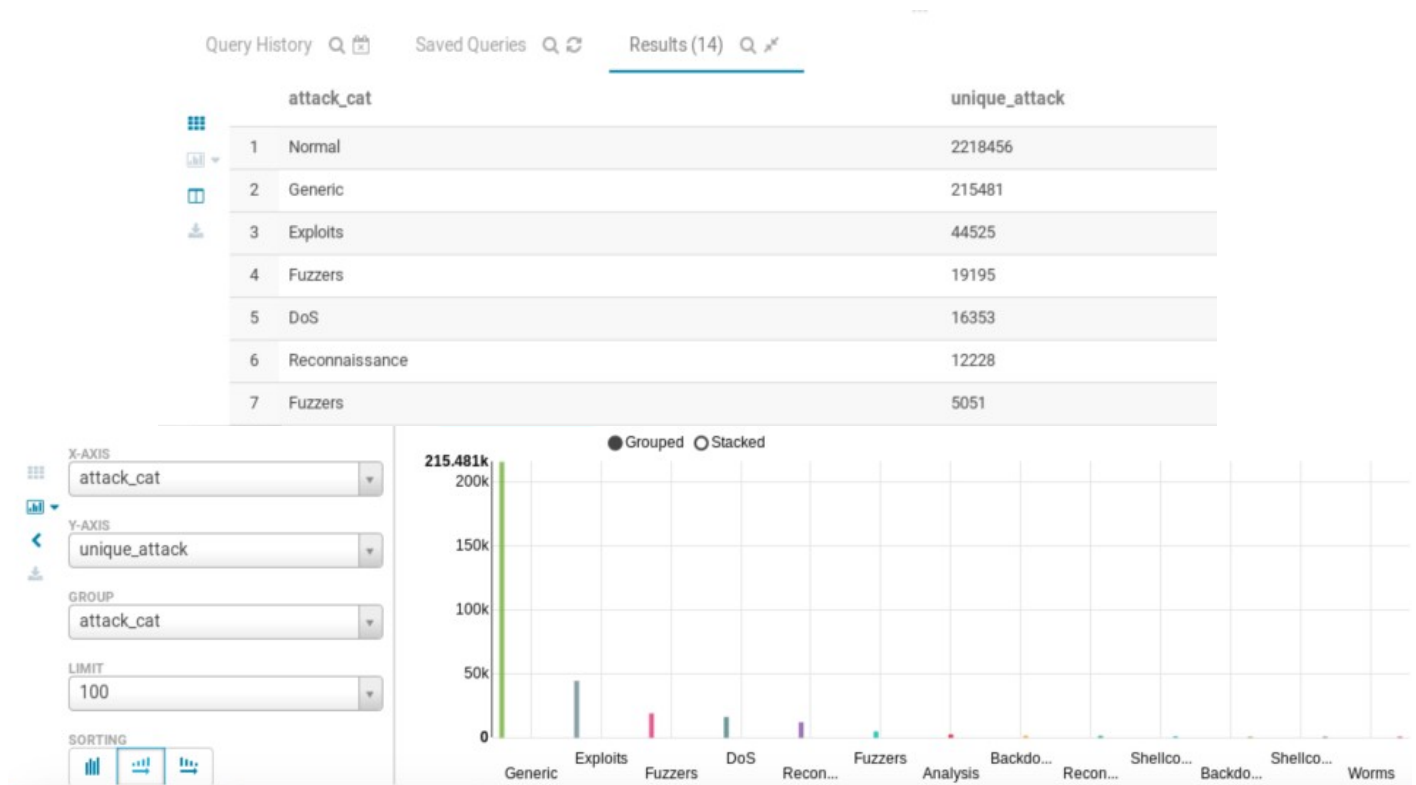 Query History Saved Queries Results (14)
attack_cat unique_attack
1 Normal 2218456
2 Generic 215481
3 Exploits 44525
4 Fuzzers 19195
5 DoS 16353
6 Reconnaissance 12228
7 Fuzzers 5051
X-AXIS
attack_cat
Y-AXIS
unique_attack
GROUP
attack_cat
LIMIT
100
SORTING
Grouped Stacked
215.481k
200k
150k
100k
50k
0
Generic Exploits Fuzzers DoS Recon... Fuzzers Analysis Backdo... Recon... Shellco... Backdo... Shellco... Worms